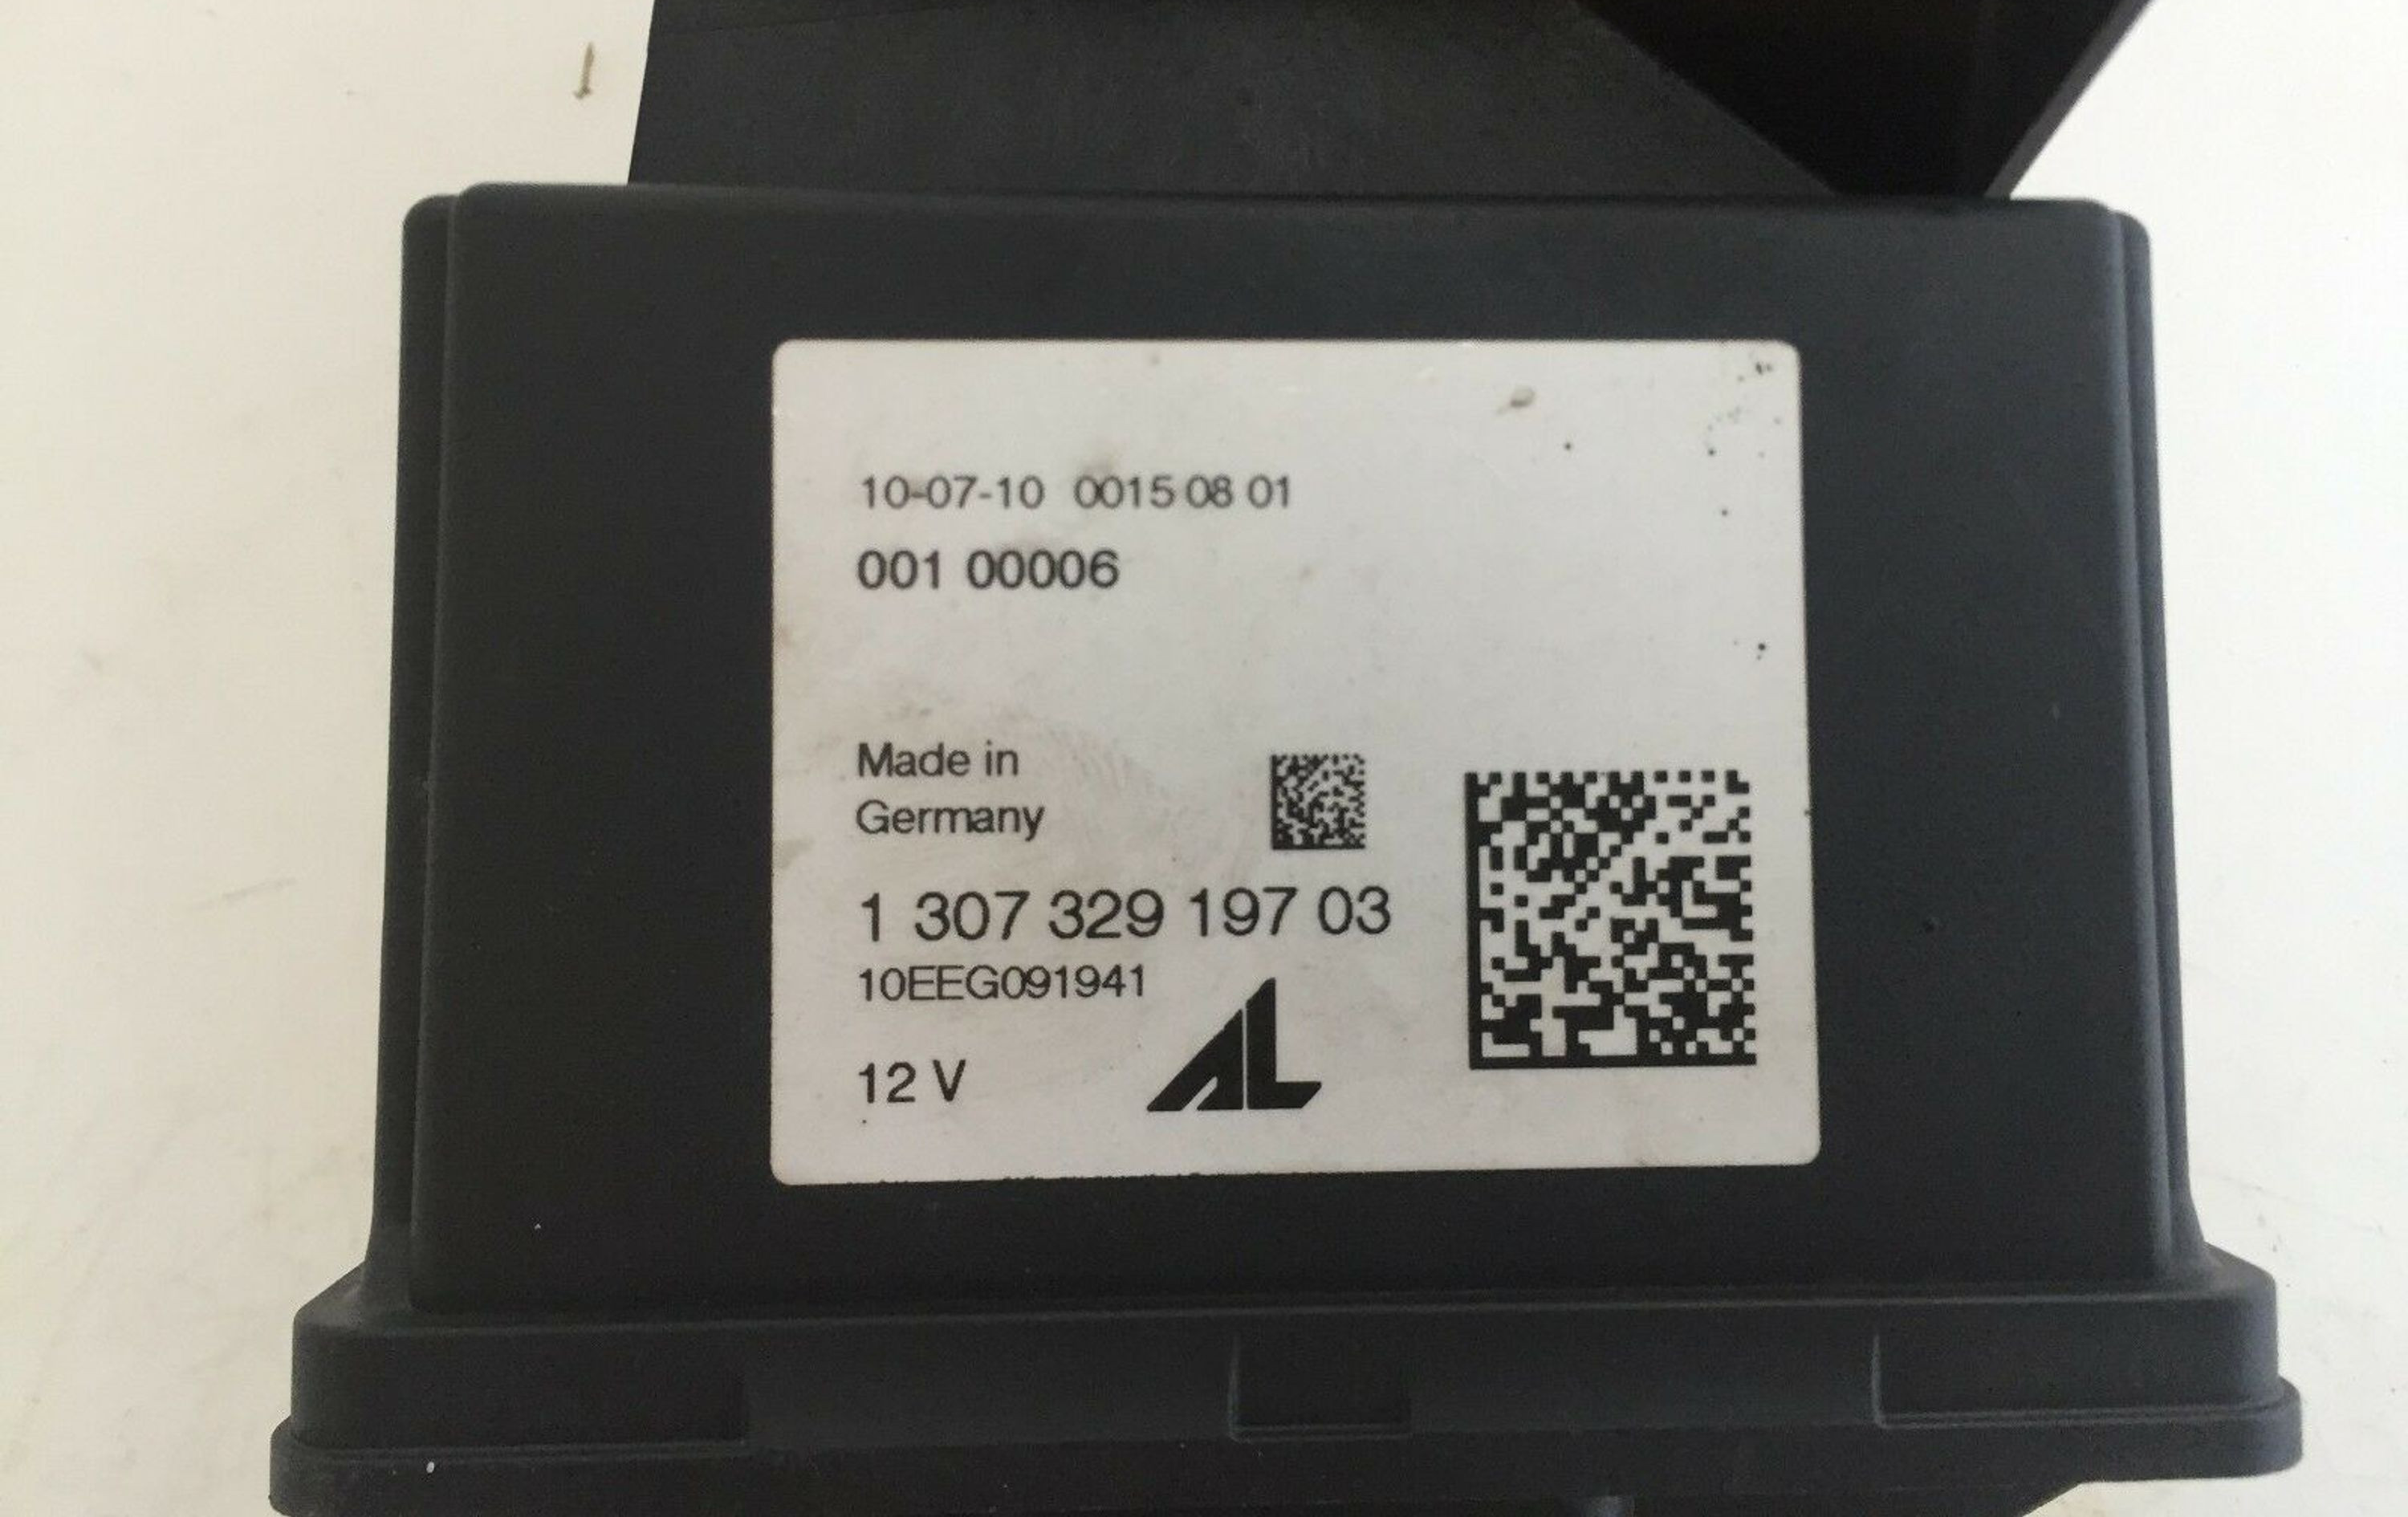 10-07-10 0015 08 01
001 00006
Made in
Germany
1 307 329 197 03
10EEG091941
12 V
AL